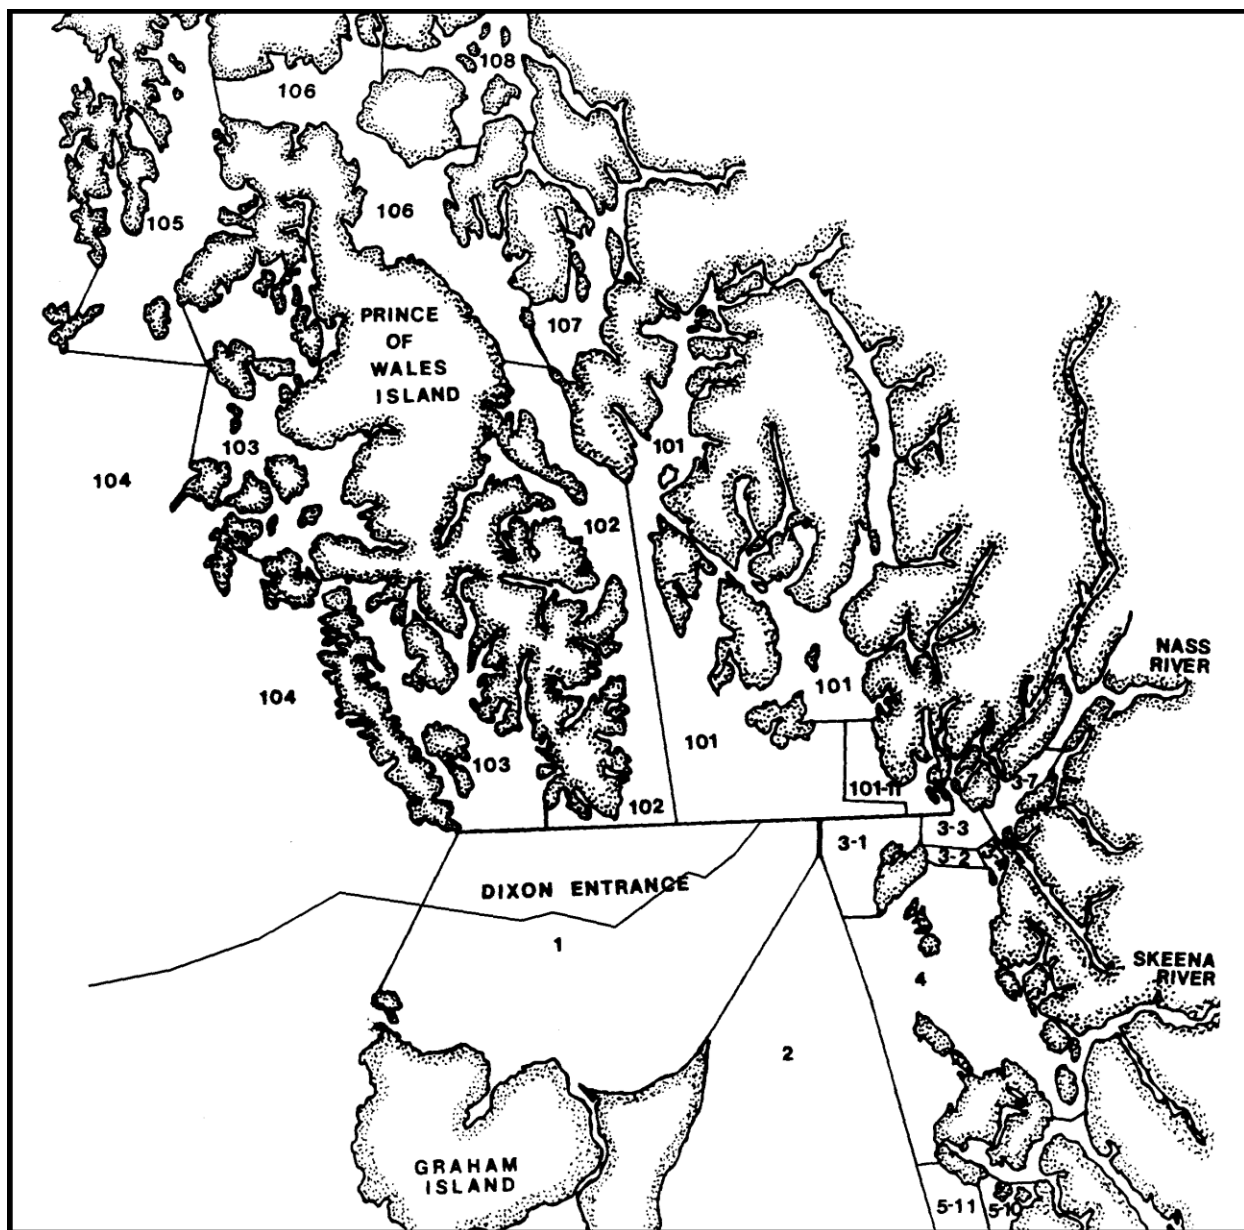 108
106
106
105
PRINCE
OF
WALES
ISLAND
107
103
101
104
102
NASS
RIVER
104
101
101
103
102
101-11
3-7
3-1
3-3
3-2
DIXON ENTRANCE
1
SKEENA
RIVER
4
2
GRAHAM
ISLAND
5-11
5-10